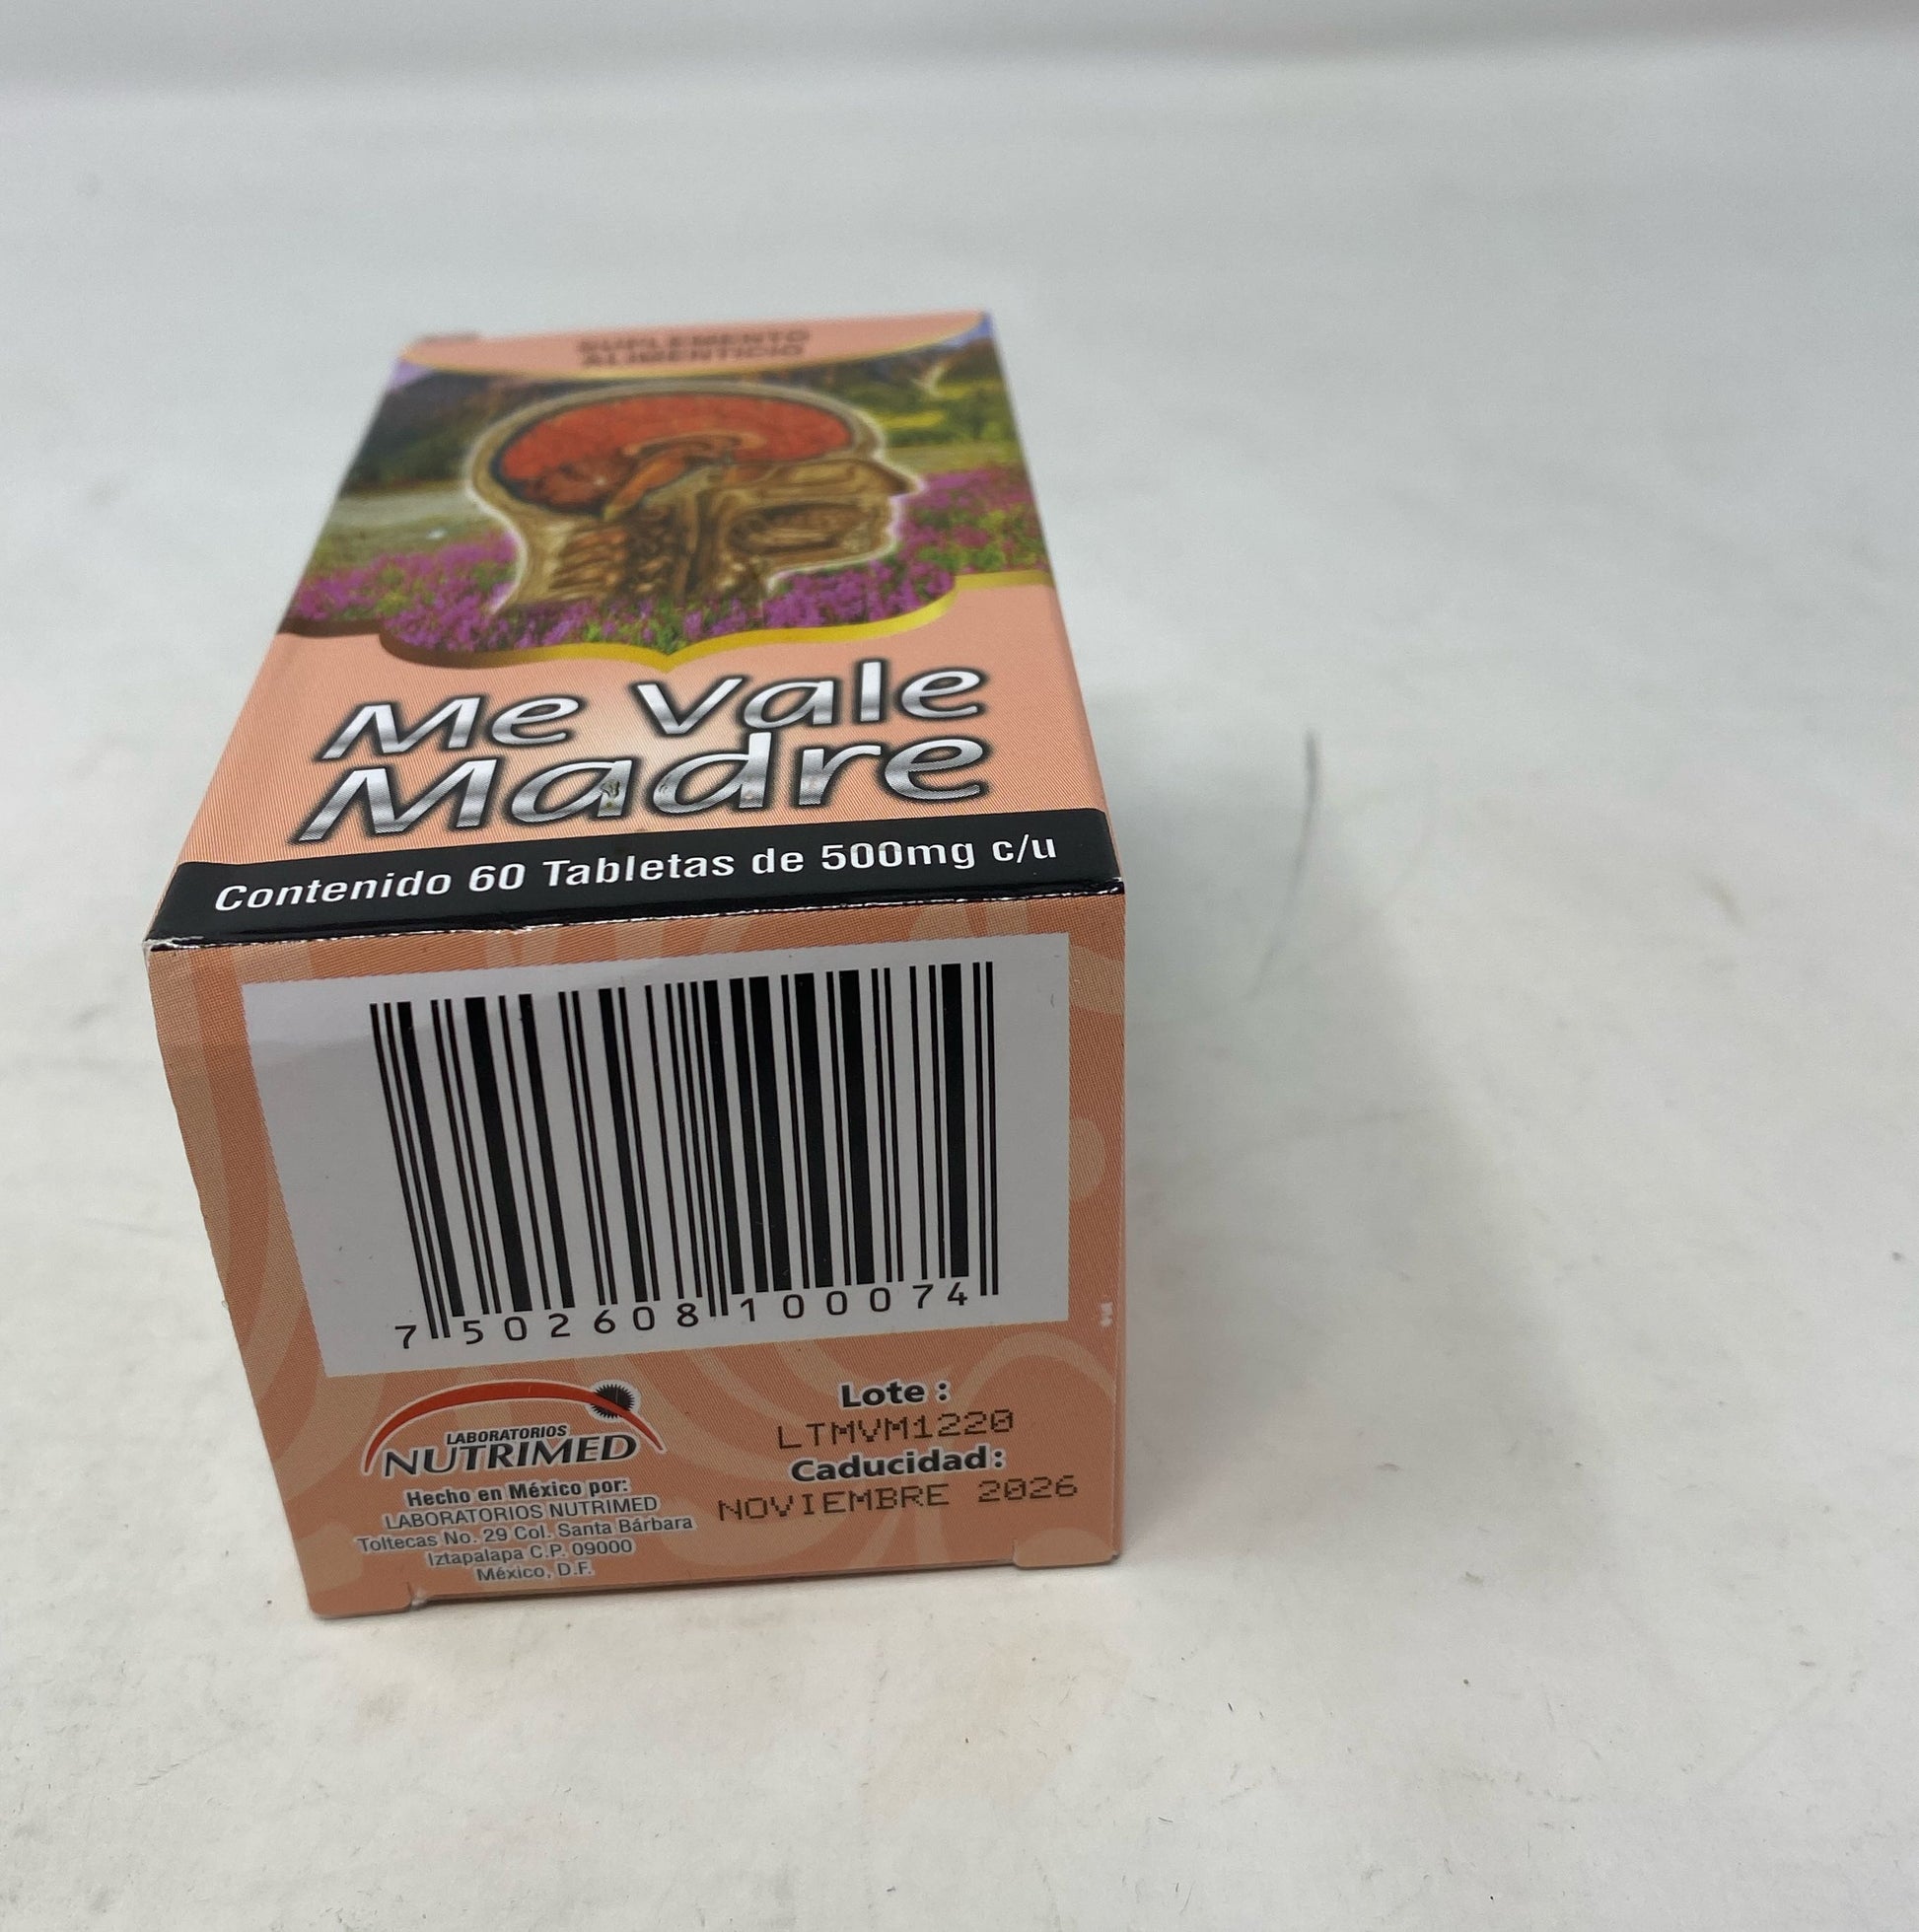 SUPLEMENTO
ALIMENTICIO
Me Vale
Madre
Contenido 60 Tabletas de 500mg c/u
7 502608 100074
LABORATORIOS
NUTRIMED
Hecho en México por:
LABORATORIOS NUTRIMED
Toltecas No. 29 Col. Santa Bárbara
Iztapalapa C.P. 09000
México, D.F.
Lote :
LTMVM1220
Caducidad :
NOVIEMBRE 2026